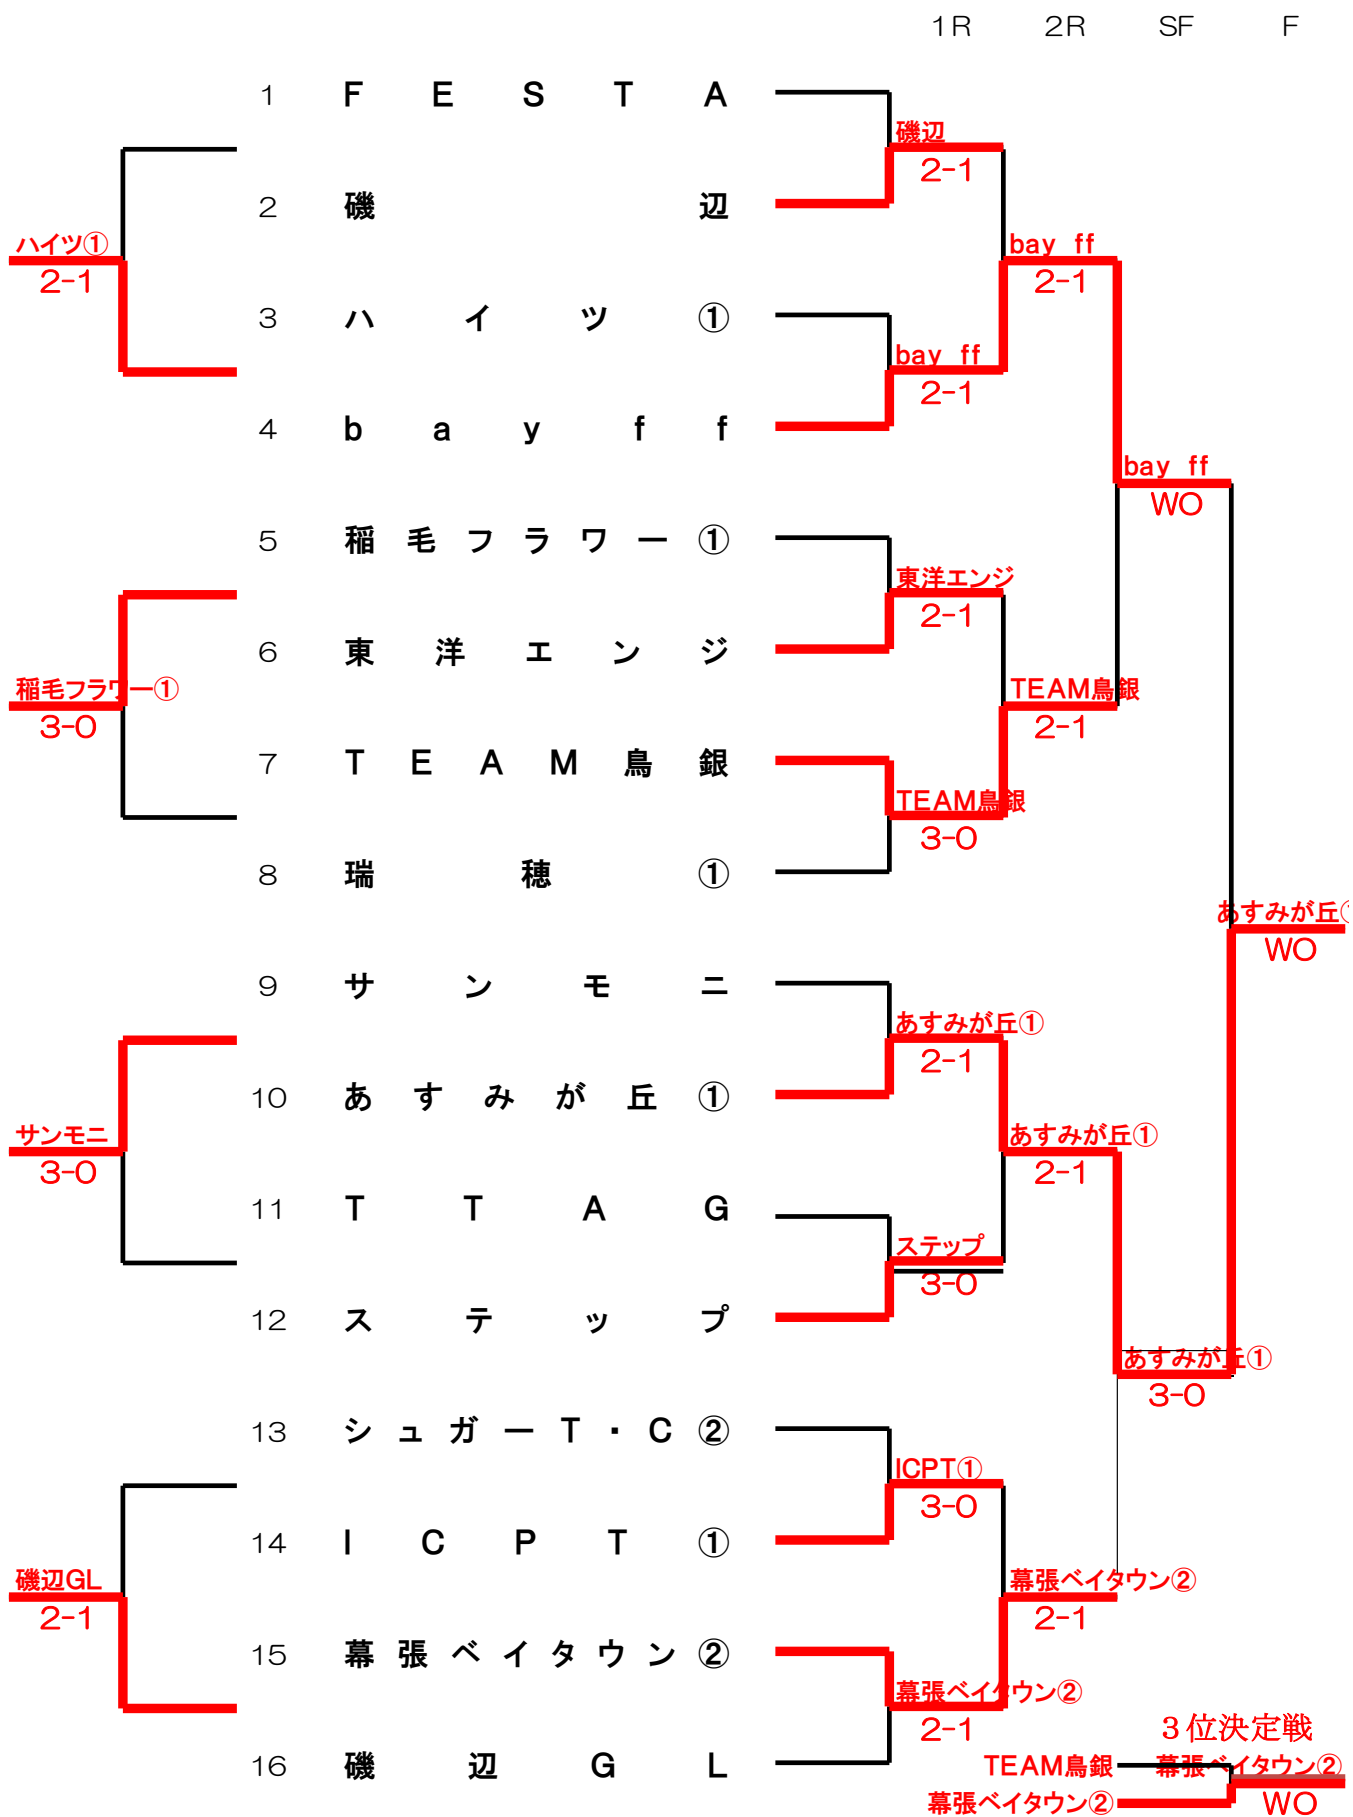 1R 2R SF F
1 FESTA
磯辺
2-1
2 磯辺
ハイツ①
2-1
bay ff
2-1
3 ハイツ①
bay ff
2-1
4 bay ff
bay ff
WO
5 稲毛フラワー①
東洋エンジ
2-1
6 東洋エンジ
稲毛フラワー①
3-0
TEAM鳥銀
2-1
7 TEAM鳥銀
TEAM鳥銀
3-0
8 瑞穂①
あすみが丘①
WO
9 サンモニ
あすみが丘①
2-1
10 あすみが丘①
サンモニ
3-0
あすみが丘①
2-1
11 TTAG
ステップ
3-0
12 ステップ
あすみが丘①
3-0
13 シュガーT・C②
ICPT①
3-0
14 ICPT①
磯辺GL
2-1
幕張ベイタウン②
2-1
15 幕張ベイタウン②
幕張ベイタウン②
2-1
3位決定戦
16 磯辺GL
TEAM鳥銀
幕張ベイタウン②
幕張ベイタウン②
WO